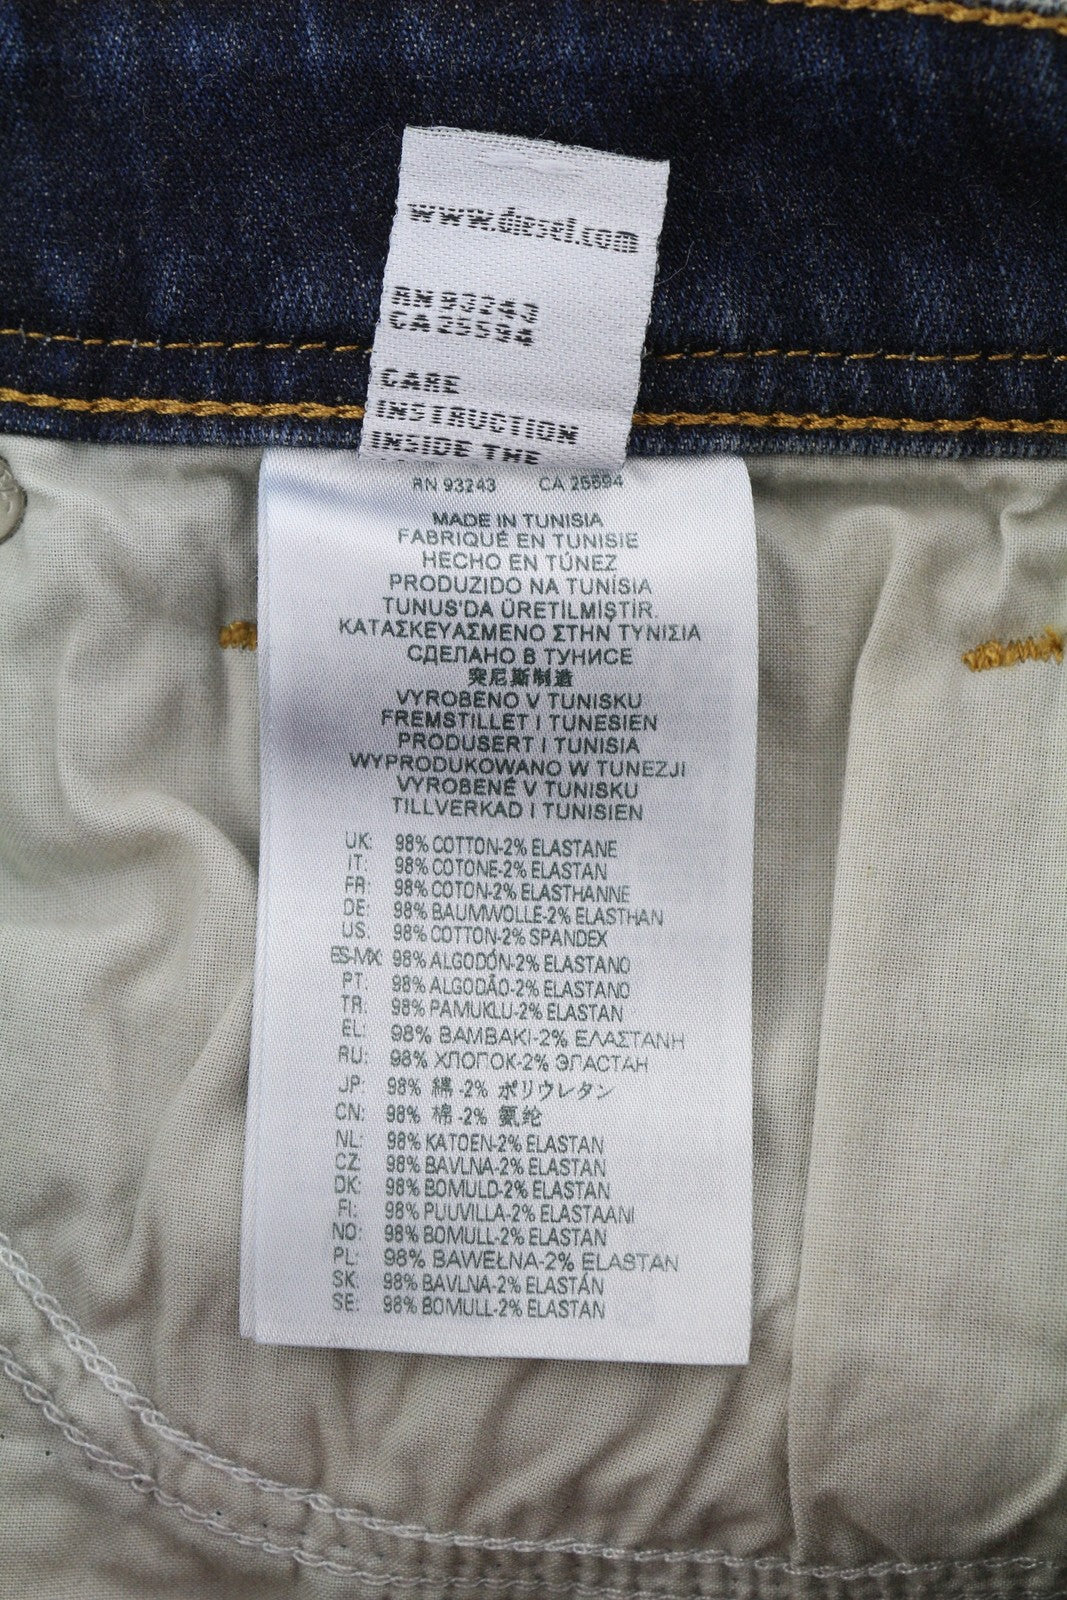 www.diesel.com
RN 93243
CA 25594
CARE
INSTRUCTION
INSIDE THE
RN 93243 CA 25594
MADE IN TUNISIA
FABRIQUÉ EN TUNISIE
HECHO EN TÚNEZ
PRODUZIDO NA TUNÍSIA
TUNUS'DA ÜRETİLMİŞTİR.
ΚΑΤΑΣΚΕΥΑΣΜΕΝΟ ΣΤΗΝ ΤΥΝΙΣΙΑ
СДЕЛАНО В ТУНИСЕ
突尼斯制造
VYROBENO V TUNISKU
FREMSTILLET I TUNESIEN
PRODUSERT I TUNISIA
WYPRODUKOWANO W TUNEZJI
VYROBENÉ V TUNISKU
TILLVERKAD I TUNISIEN
UK: 98% COTTON-2% ELASTANE
IT: 98% COTONE-2% ELASTAN
FR: 98% COTON-2% ELASTHANNE
DE: 98% BAUMWOLLE-2% ELASTHAN
US: 98% COTTON-2% SPANDEX
ES-MX: 98% ALGODÓN-2% ELASTANO
PT: 98% ALGODÃO-2% ELASTANO
TR: 98% PAMUKLU-2% ELASTAN
EL: 98% ΒΑΜΒΑΚΙ-2% ΕΛΑΣΤΑΝΗ
RU: 98% ХЛОПОК-2% ЭЛАСТАН
JP: 98% 綿 -2% ポリウレタン
CN: 98% 棉 -2% 氨纶
NL: 98% KATOEN-2% ELASTAN
CZ: 98% BAVLNA-2% ELASTAN
DK: 98% BOMULD-2% ELASTAN
FI: 98% PUUVILLA-2% ELASTAANI
NO: 98% BOMULL-2% ELASTAN
PL: 98% BAWEŁNA-2% ELASTAN
SK: 98% BAVLNA-2% ELASTÁN
SE: 98% BOMULL-2% ELASTAN